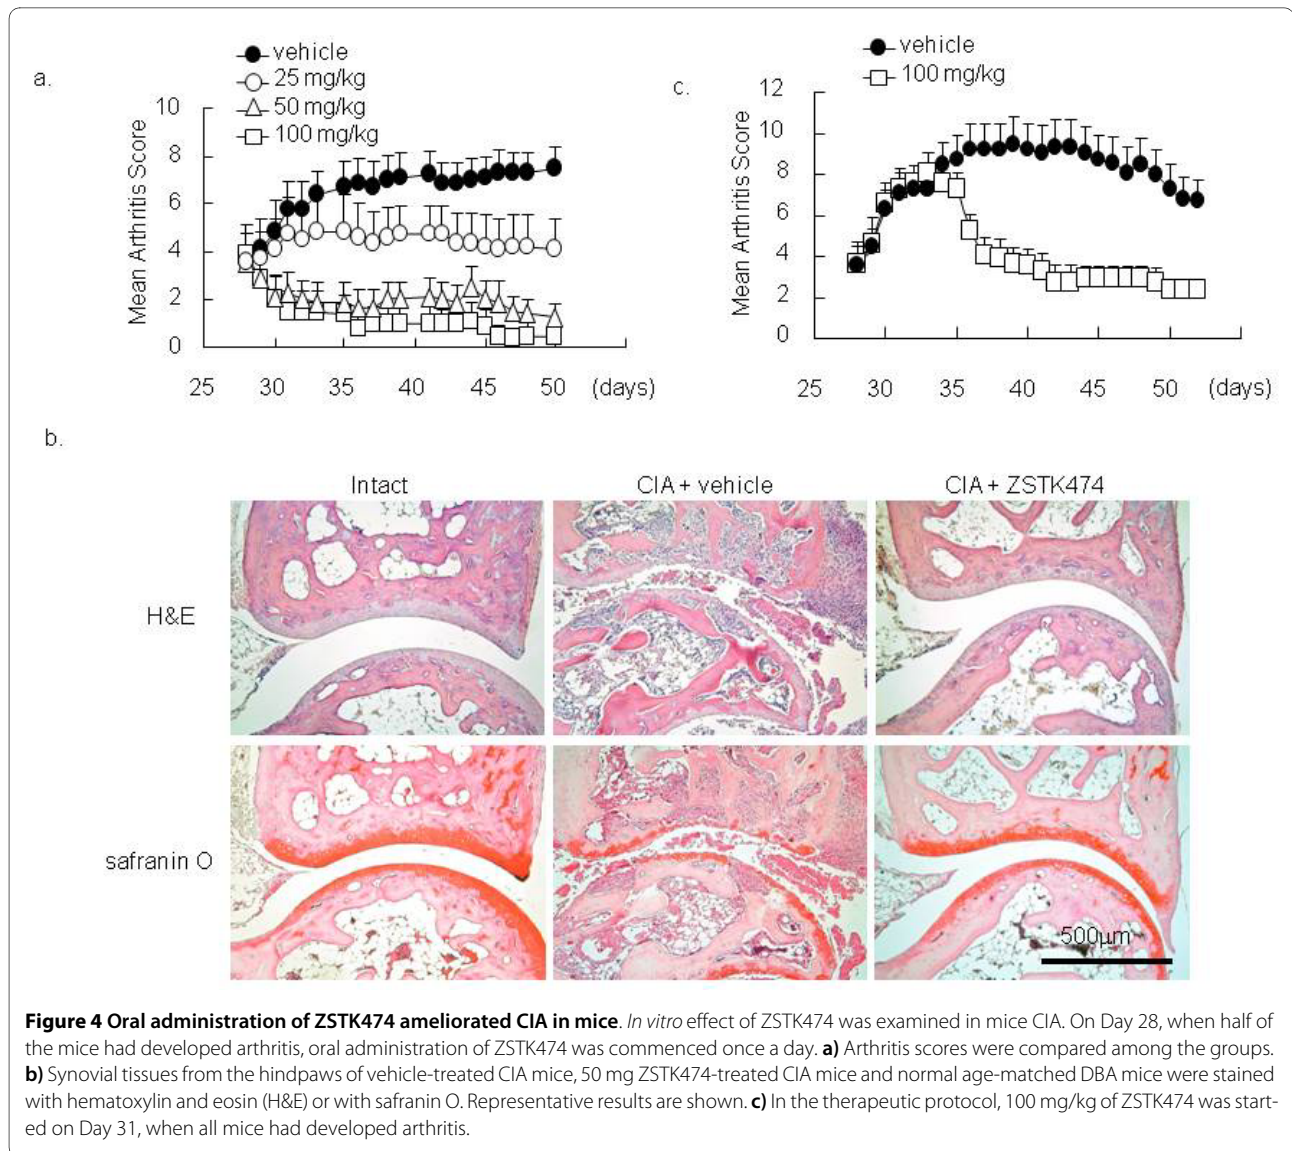 a.
vehicle
25 mg/kg
50 mg/kg
100 mg/kg
Mean Arthritis Score
10
8
6
4
2
0
25 30 35 40 45 50 (days)
c.
vehicle
100 mg/kg
Mean Arthritis Score
12
10
8
6
4
2
0
25 30 35 40 45 50 (days)
b.
Intact CIA + vehicle CIA + ZSTK474
H&E
safranin O
500µm
Figure 4 Oral administration of ZSTK474 ameliorated CIA in mice. In vitro effect of ZSTK474 was examined in mice CIA. On Day 28, when half of
the mice had developed arthritis, oral administration of ZSTK474 was commenced once a day. a) Arthritis scores were compared among the groups.
b) Synovial tissues from the hindpaws of vehicle-treated CIA mice, 50 mg ZSTK474-treated CIA mice and normal age-matched DBA mice were stained
with hematoxylin and eosin (H&E) or with safranin O. Representative results are shown. c) In the therapeutic protocol, 100 mg/kg of ZSTK474 was start-
ed on Day 31, when all mice had developed arthritis.